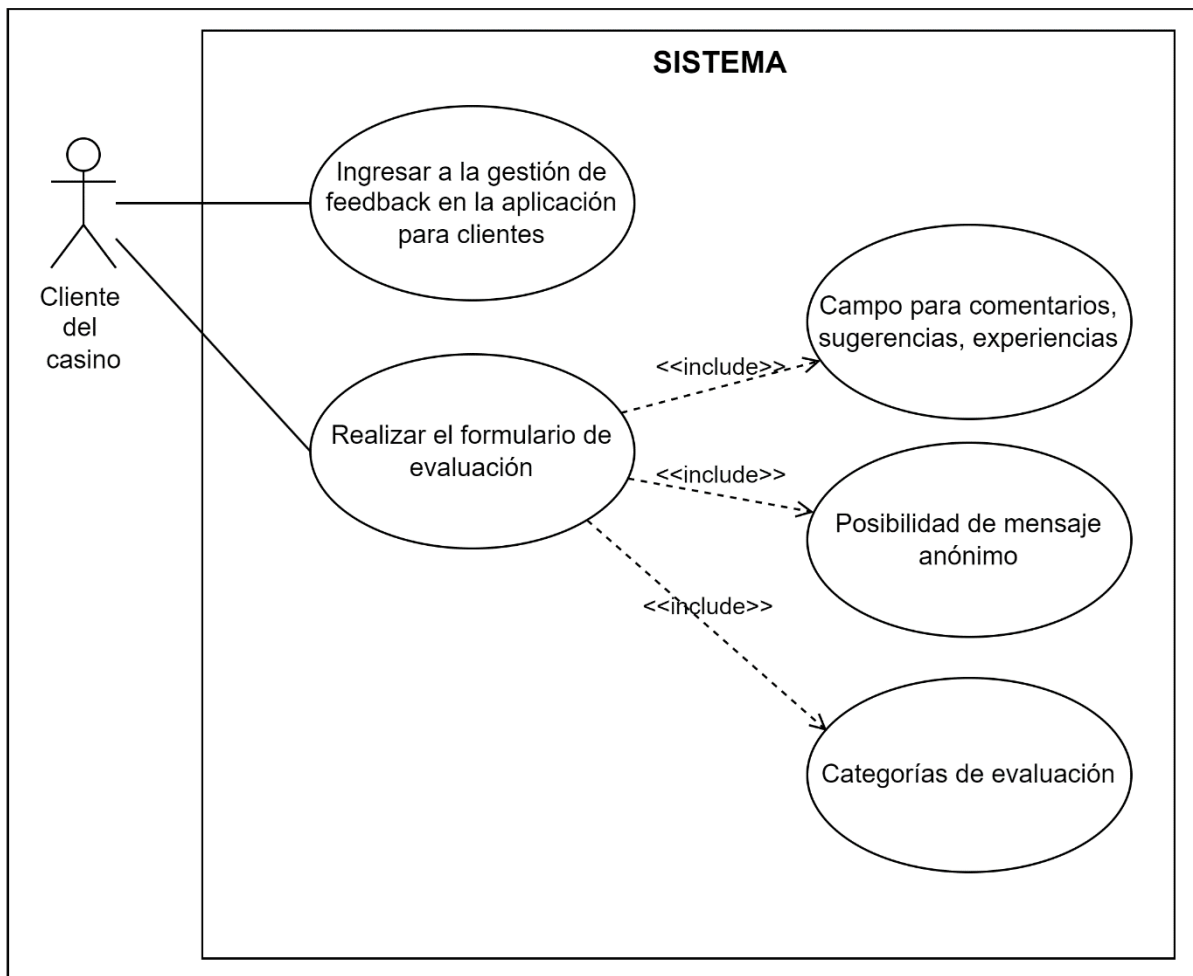 SISTEMA
Ingresar a la gestión de
feedback en la aplicación
para clientes
Cliente
del
casino
Campo para comentarios,
sugerencias, experiencias
<<include>>
Realizar el formulario de
evaluación
<<include>>
Posibilidad de mensaje
anónimo
<<include>>
Categorías de evaluación